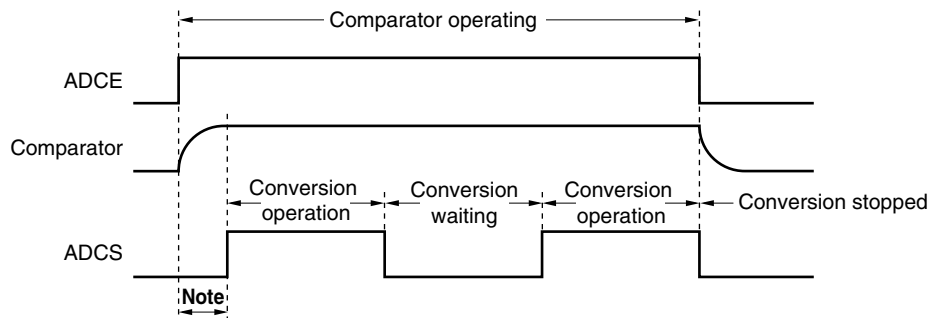 Comparator operating
ADCE
Comparator
Conversion
operation
Conversion
waiting
Conversion
operation
Conversion stopped
ADCS
Note